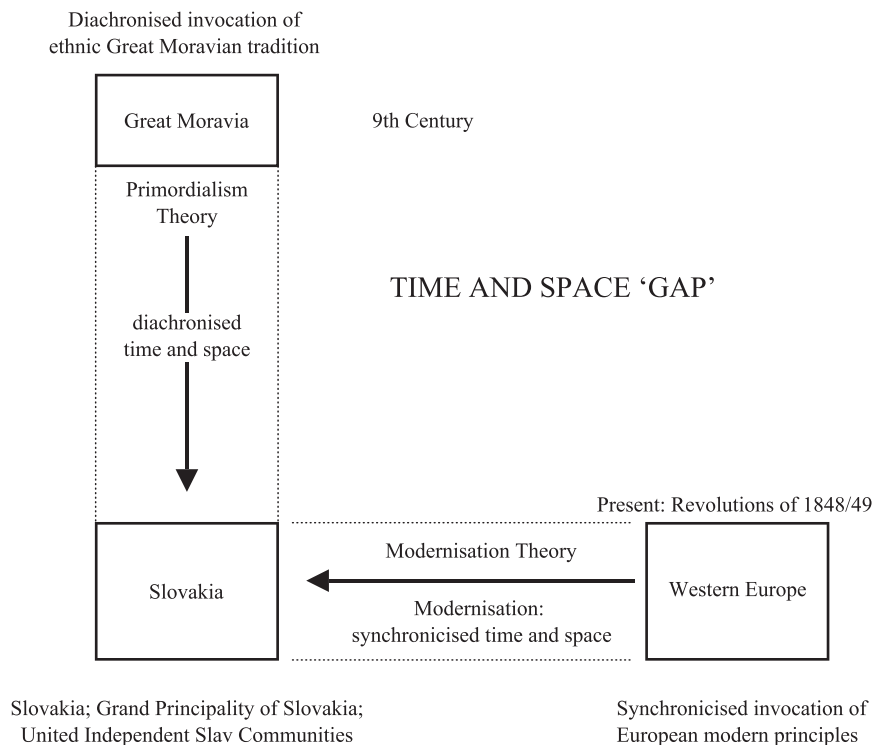 Diachronised invocation of
ethnic Great Moravian tradition
Great Moravia
9th Century
Primordialism
Theory
TIME AND SPACE ‘GAP’
diachronised
time and space
Present: Revolutions of 1848/49
Modernisation Theory
Slovakia
Western Europe
Modernisation:
synchronicised time and space
Slovakia; Grand Principality of Slovakia;
United Independent Slav Communities
Synchronicised invocation of
European modern principles